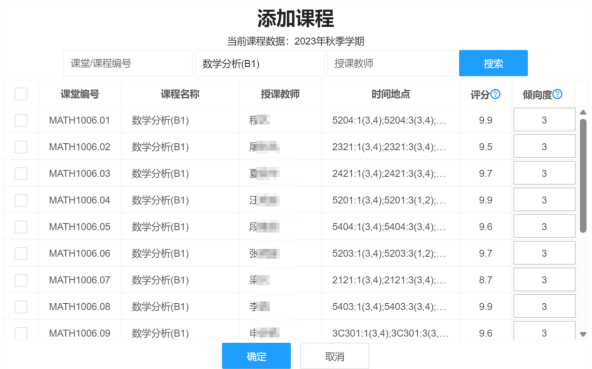 添加课程
当前课程数据：2023年秋季学期
课堂/课程编号 数学分析(B1) 授课教师 搜索
课堂编号 课程名称 授课教师 时间地点 评分? 倾向度?
MATH1006.01 数学分析(B1) 程 5204:1(3,4);5204:3(3,4);... 9.9 3
MATH1006.02 数学分析(B1) 2321:1(3,4);2321:3(3,4);... 9.5 3
MATH1006.03 数学分析(B1) 夏 2421:1(3,4);2421:3(3,4);... 9.7 3
MATH1006.04 数学分析(B1) 汪 5201:1(3,4);5201:3(1,2);... 9.9 3
MATH1006.05 数学分析(B1) 段 5404:1(3,4);5404:3(3,4);... 9.6 3
MATH1006.06 数学分析(B1) 张 5203:1(3,4);5203:3(1,2);... 9.7 3
MATH1006.07 数学分析(B1) 梁 2121:1(3,4);2121:3(3,4);... 8.7 3
MATH1006.08 数学分析(B1) 李 5403:1(3,4);5403:3(3,4);... 9.9 3
MATH1006.09 数学分析(B1) 申 3C301:1(3,4);3C301:3(3,... 9.6 3
确定 取消